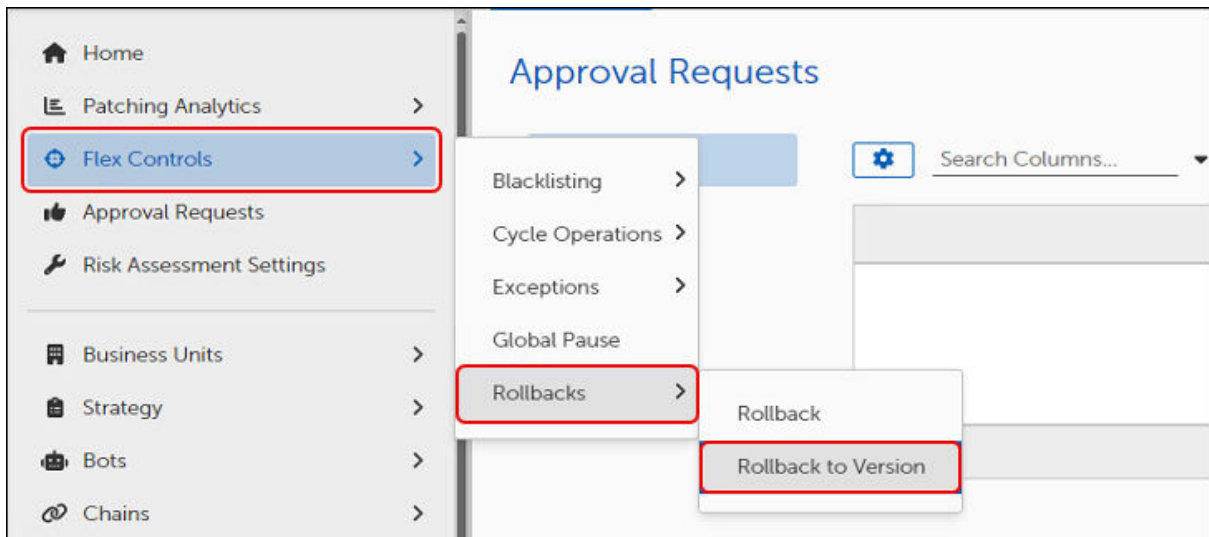 Home
Patching Analytics
Flex Controls
Approval Requests
Risk Assessment Settings
Business Units
Strategy
Bots
Chains
Blacklisting
Cycle Operations
Exceptions
Global Pause
Rollbacks
Rollback
Rollback to Version
Approval Requests
Search Columns...